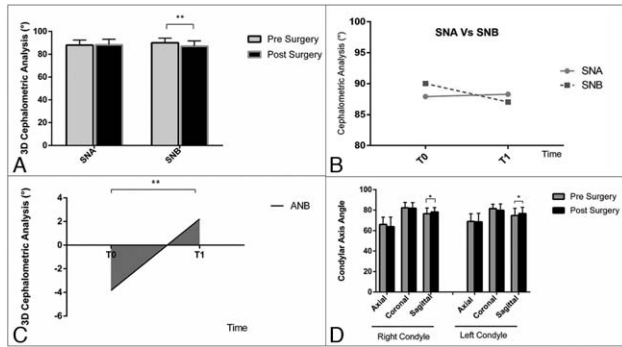 **
Pre Surgery
Post Surgery
3D Cephalometric Analysis (°)
100
80
60
40
20
0
SNA
SNB
A
SNA Vs SNB
Cephalometric Analysis (°)
100
95
90
85
80
T0
T1
Time
SNA
SNB
B
**
ANB
3D Cephalometric Analysis (°)
4
2
0
-2
-4
-6
T0
T1
Time
C
Condylar Axis Angle
100
80
60
40
20
0
*
*
Pre Surgery
Post Surgery
Axial
Coronal
Sagittal
Axial
Coronal
Sagittal
Right Condyle
Left Condyle
D